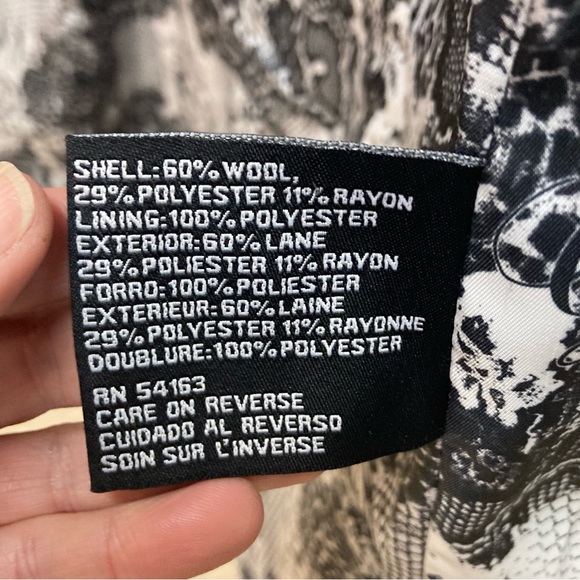 SHELL:60% WOOL,
29% POLYESTER 11% RAYON
LINING:100% POLYESTER
EXTERIOR:60% LANE
29% POLIESTER 11% RAYON
FORRO:100% POLIESTER
EXTERIEUR:60% LAINE
29% POLYESTER 11% RAYONNE
DOUBLURE:100% POLYESTER
RN 54163
CARE ON REVERSE
CUIDADO AL REVERSO
SOIN SUR L'INVERSE